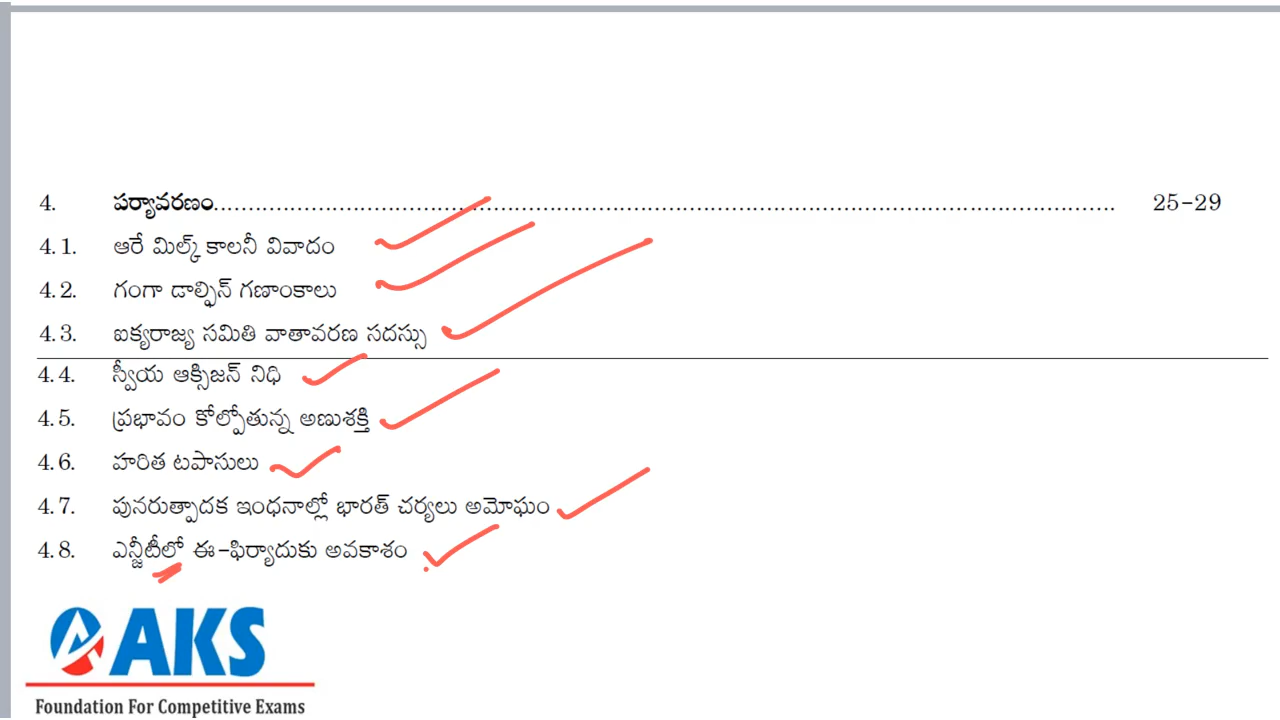 4. పర్యావరణం.................................................................................................................................. 25-29
4.1. ఆరే మిల్క్ కాలనీ వివాదం
4.2. గంగా డాల్ఫిన్ గణాంకాలు
4.3. ఐక్యరాజ్య సమితి వాతావరణ సదస్సు
4.4. స్వీయ ఆక్సిజన్ నిధి
4.5. ప్రభావం కోల్పోతున్న అణుశక్తి
4.6. హరిత టపాసులు
4.7. పునరుత్పాదక ఇంధనాల్లో భారత్ చర్యలు అమోఘం
4.8. ఎన్జీటీలో ఈ-ఫిర్యాదుకు అవకాశం
AKS
Foundation For Competitive Exams